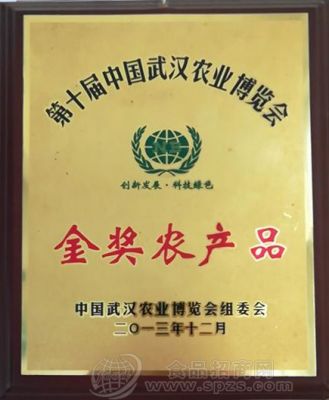 第十届中国武汉农业博览会
创新发展·科技绿色
金奖农产品
中国武汉农业博览会组委会
二〇一三年十二月
食品招商网
www.spzs.com